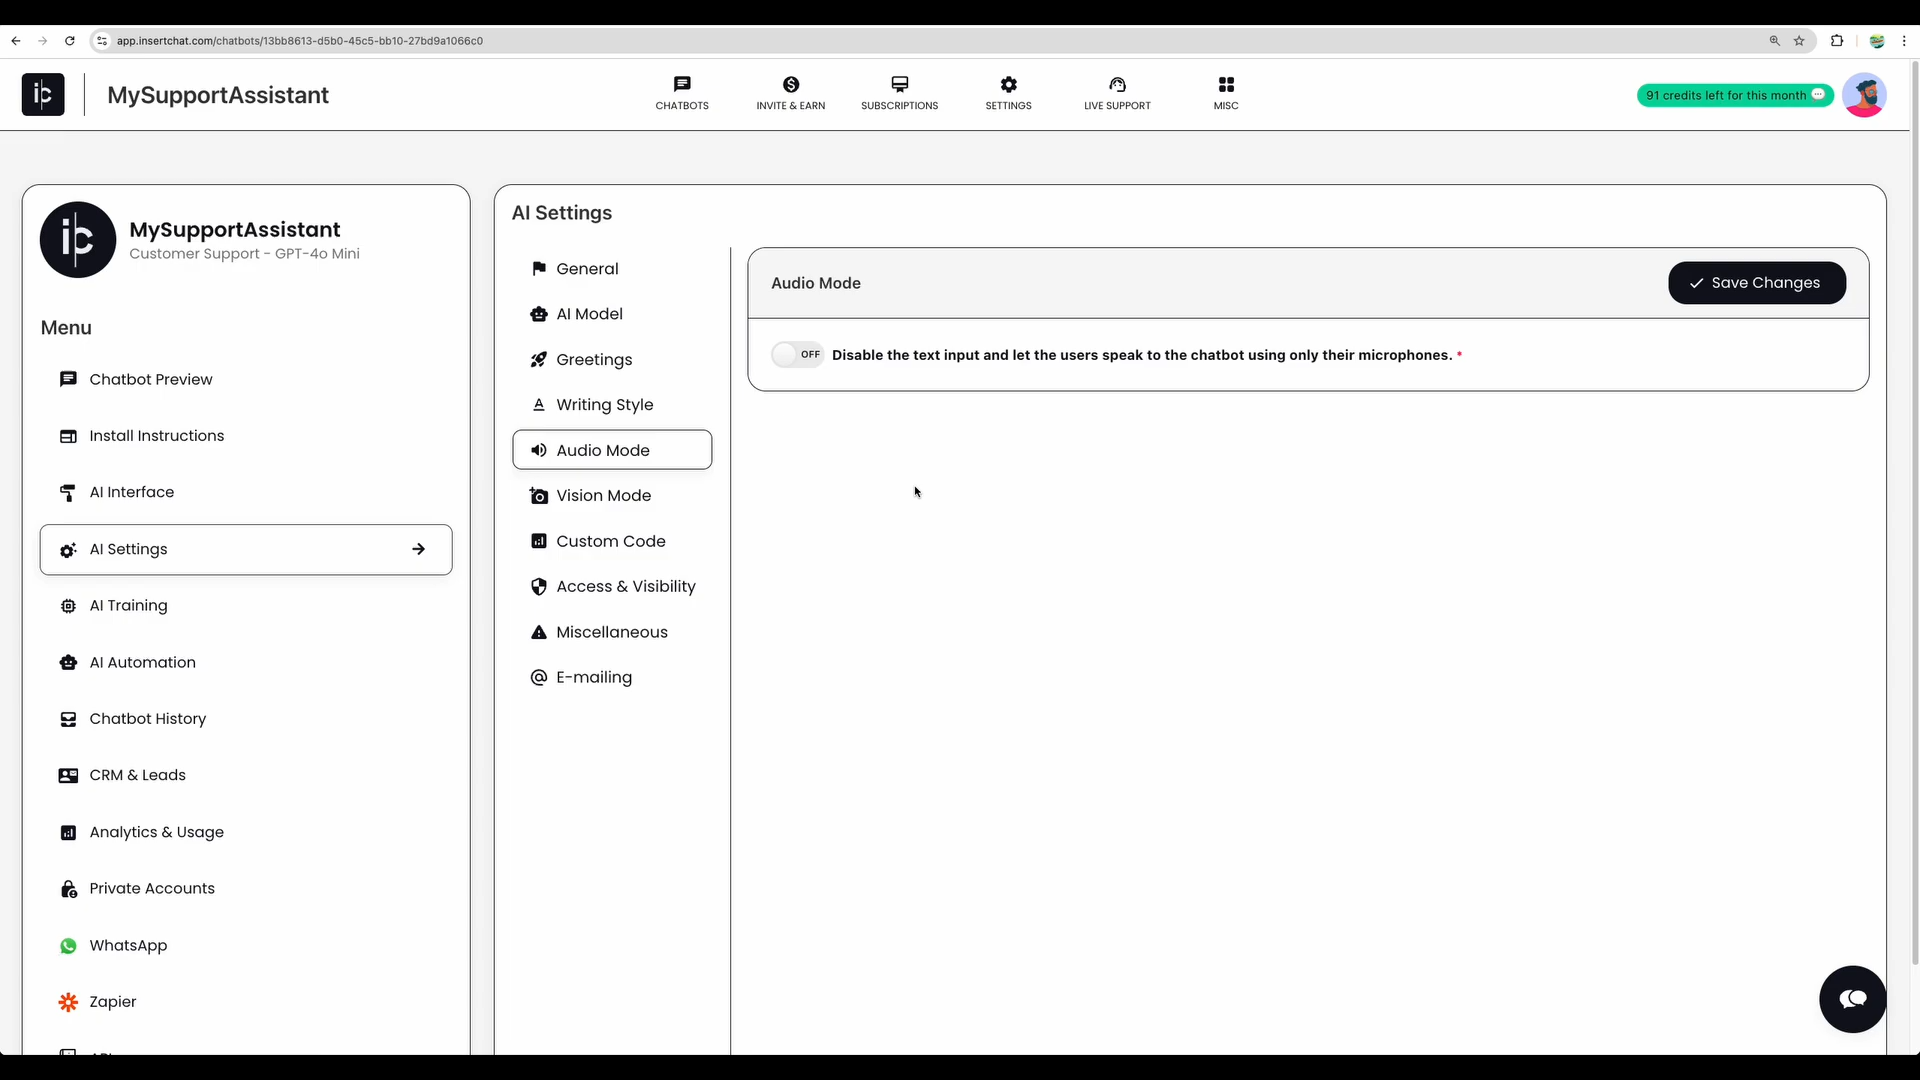 app.insertchat.com/chatbots/13bb8613-d5b0-45c5-bb10-27bd9a1066c0
ic
MySupportAssistant
CHATBOTS
INVITE & EARN
SUBSCRIPTIONS
SETTINGS
LIVE SUPPORT
MISC
91 credits left for this month
ic
MySupportAssistant
Customer Support - GPT-4o Mini
Menu
Chatbot Preview
Install Instructions
AI Interface
AI Settings
AI Training
AI Automation
Chatbot History
CRM & Leads
Analytics & Usage
Private Accounts
WhatsApp
Zapier
AI Settings
General
AI Model
Greetings
Writing Style
Audio Mode
Vision Mode
Custom Code
Access & Visibility
Miscellaneous
E-mailing
Audio Mode
Save Changes
OFF Disable the text input and let the users speak to the chatbot using only their microphones. *